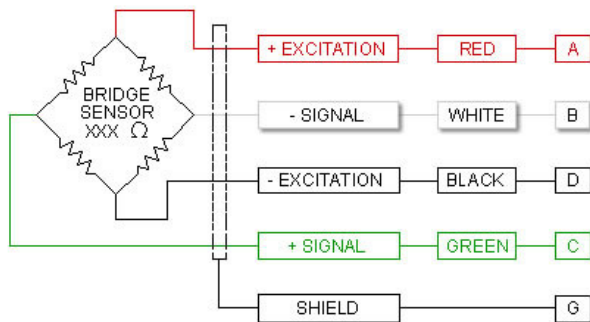 BRIDGE
SENSOR
XXX Ω
+ EXCITATION RED A
- SIGNAL WHITE B
- EXCITATION BLACK D
+ SIGNAL GREEN C
SHIELD G